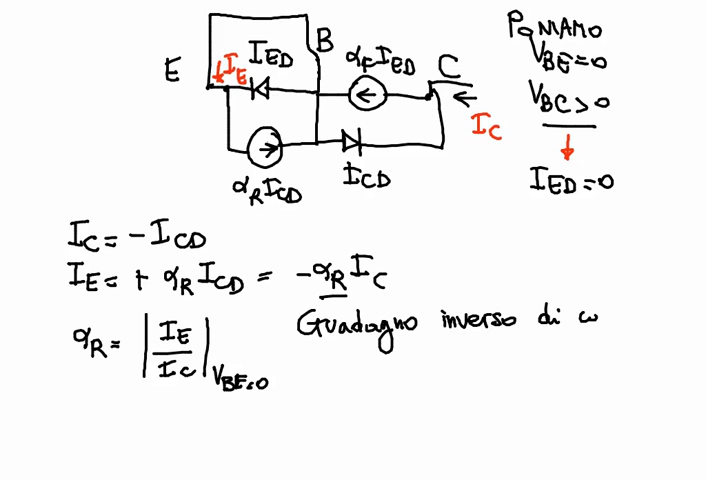 PONIAMO
V_BE = 0
V_BC > 0
I_ED = 0
B
E
I_E
I_ED
α_F I_ED
C
I_C
α_R I_CD
I_CD
I_C = - I_CD
I_E = + α_R I_CD = - α_R I_C
α_R = | I_E / I_C |_V_BE=0
Guadagno inverso di